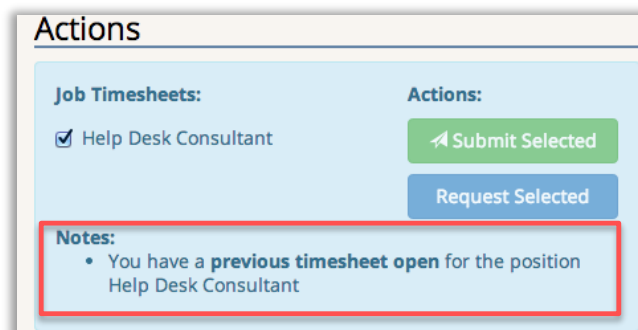 Actions
Job Timesheets:
Actions:
Help Desk Consultant
Submit Selected
Request Selected
Notes:
• You have a previous timesheet open for the position
Help Desk Consultant